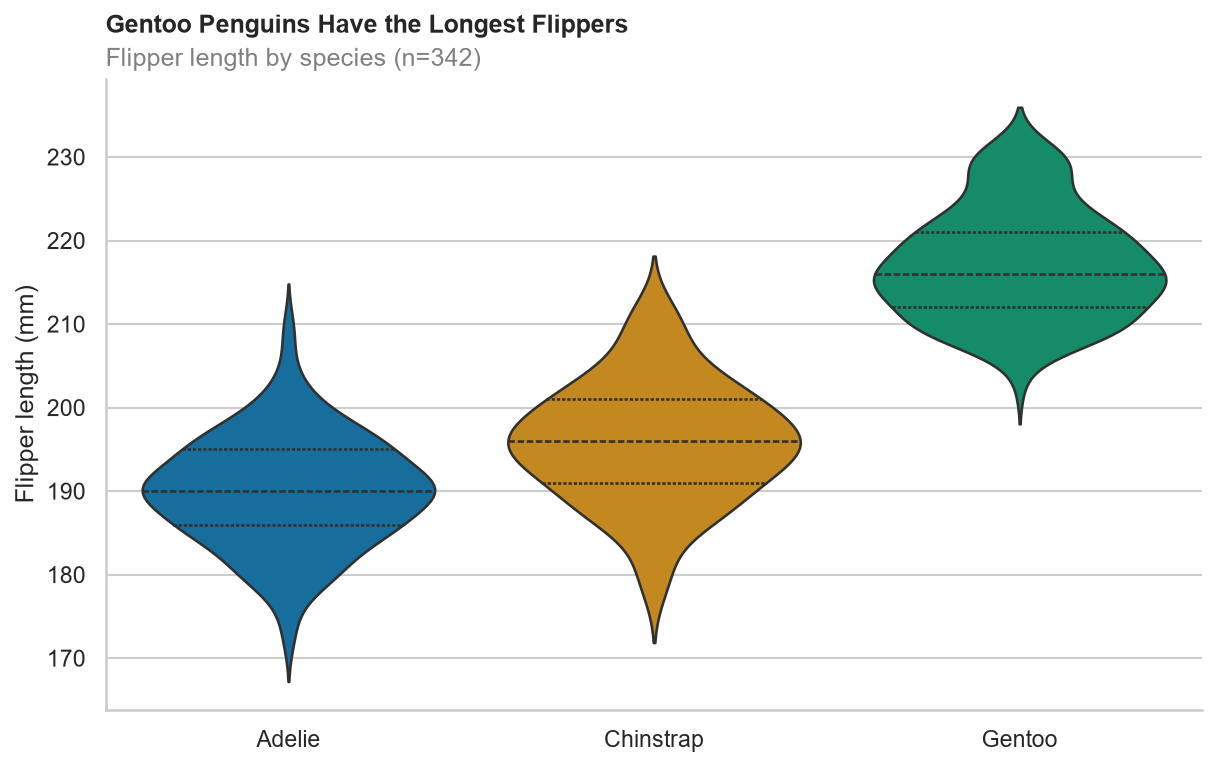 Gentoo Penguins Have the Longest Flippers
Flipper length by species (n=342)
Flipper length (mm)
230
220
210
200
190
180
170
Adelie
Chinstrap
Gentoo